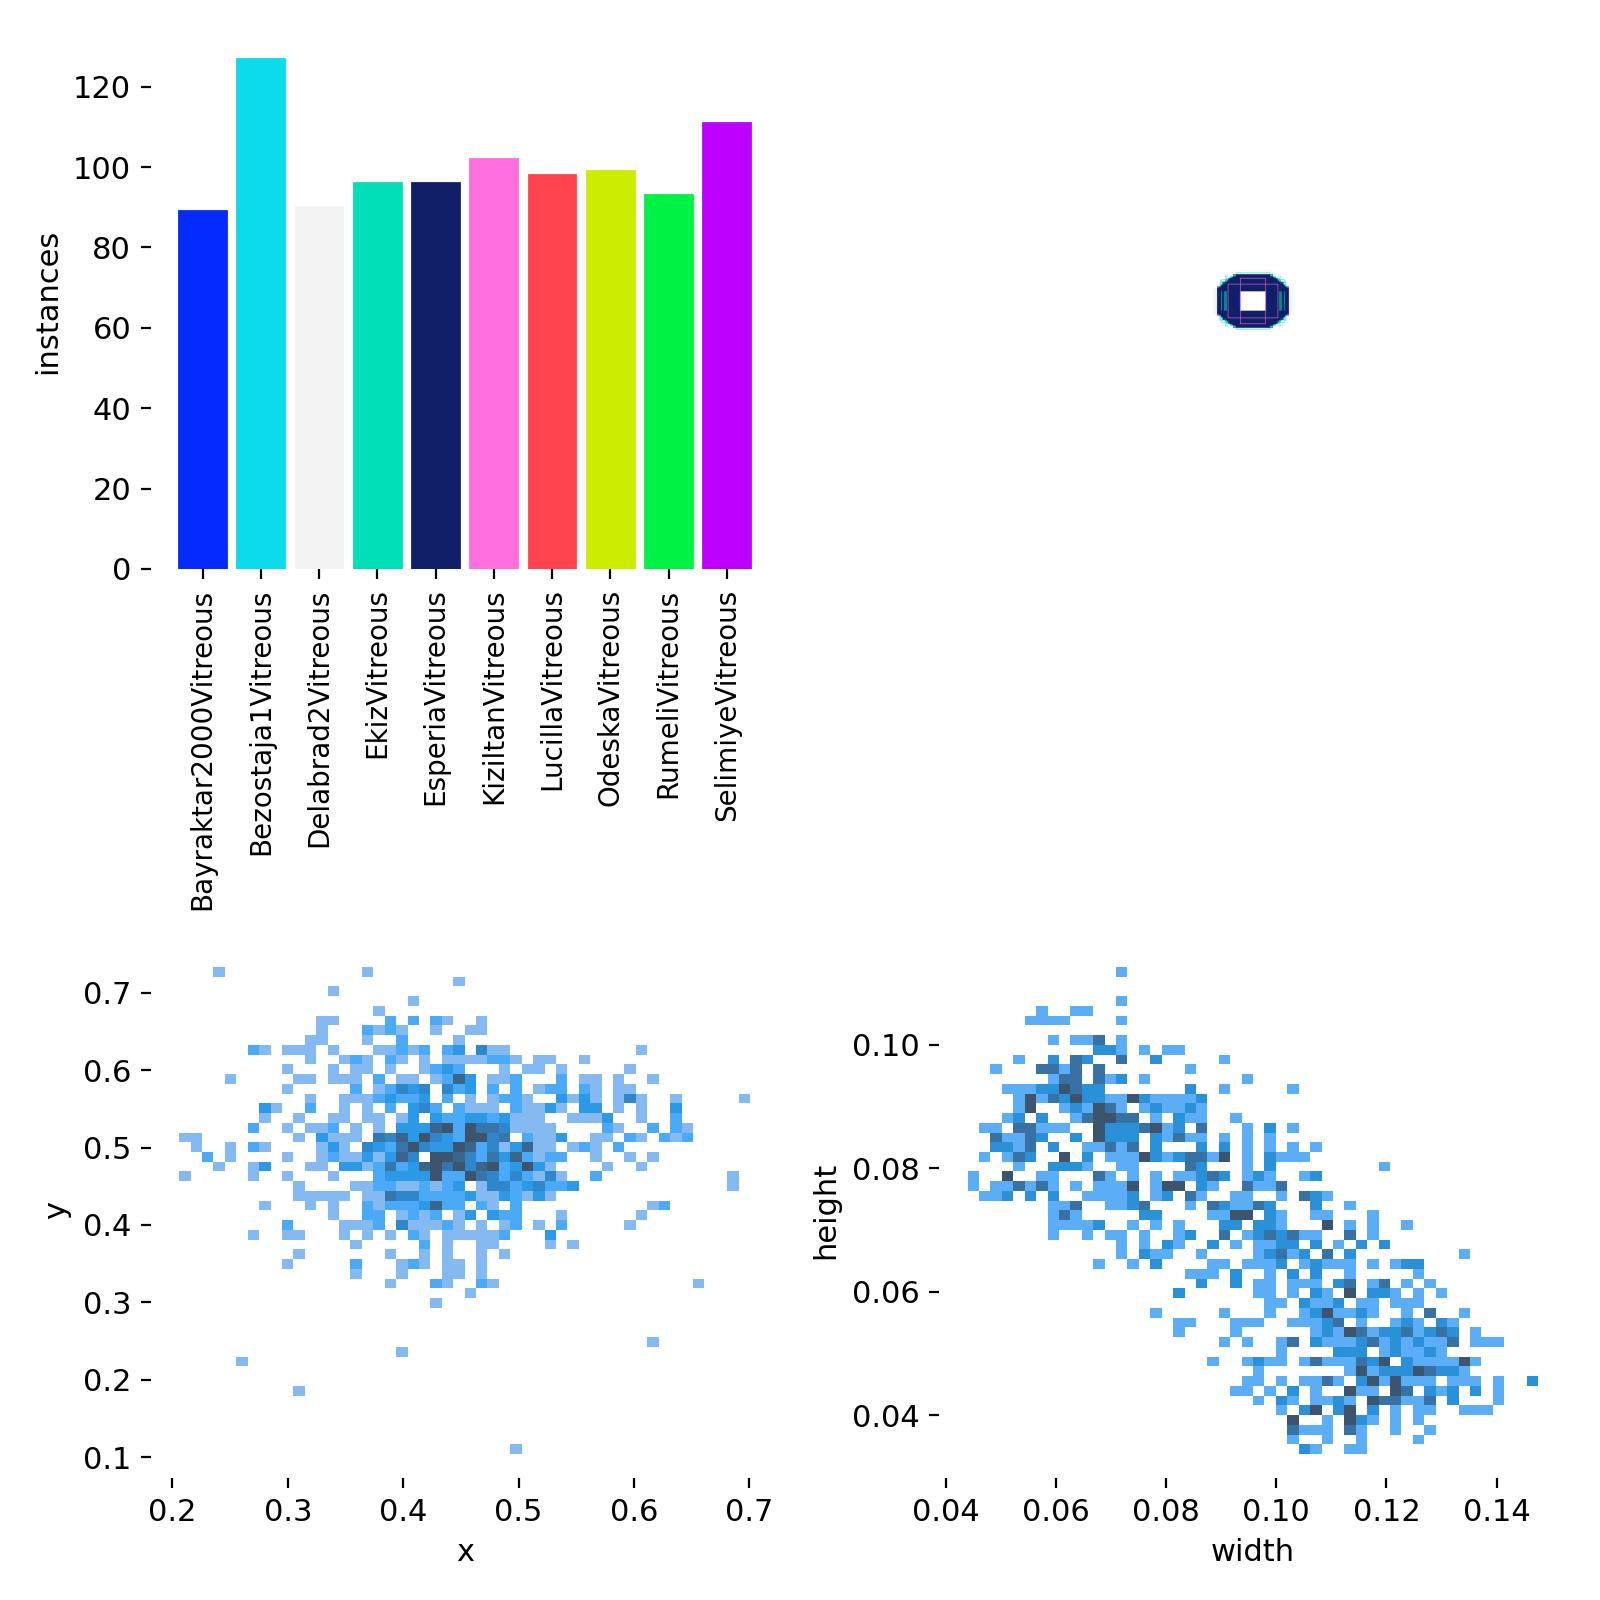 instances
120
100
80
60
40
20
0
Bayraktar2000Vitreous
Bezostaja1Vitreous
Delabrad2Vitreous
EkizVitreous
EsperiaVitreous
KiziltanVitreous
LucillaVitreous
OdeskaVitreous
RumeliVitreous
SelimiyeVitreous
y
0.7
0.6
0.5
0.4
0.3
0.2
0.1
0.2 0.3 0.4 0.5 0.6 0.7
x
height
0.10
0.08
0.06
0.04
0.04 0.06 0.08 0.10 0.12 0.14
width